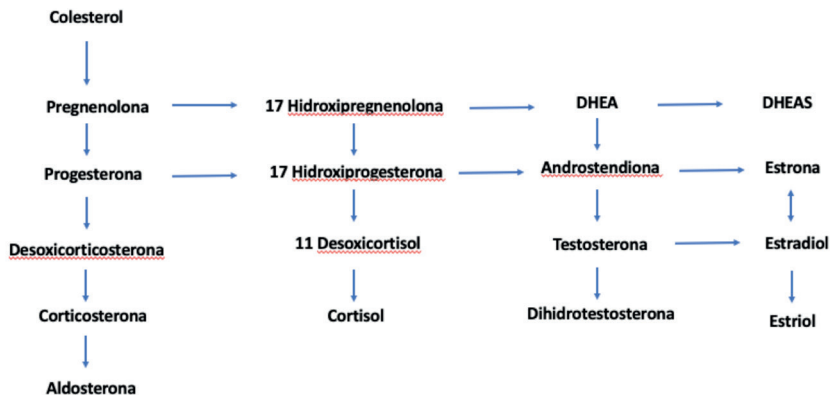 Colesterol
Pregnenolona
17 Hidroxipregnenolona
DHEA
DHEAS
Progesterona
17 Hidroxiprogesterona
Androstendiona
Estrona
Desoxicorticosterona
11 Desoxicortisol
Testosterona
Estradiol
Corticosterona
Cortisol
Dihidrotestosterona
Estriol
Aldosterona